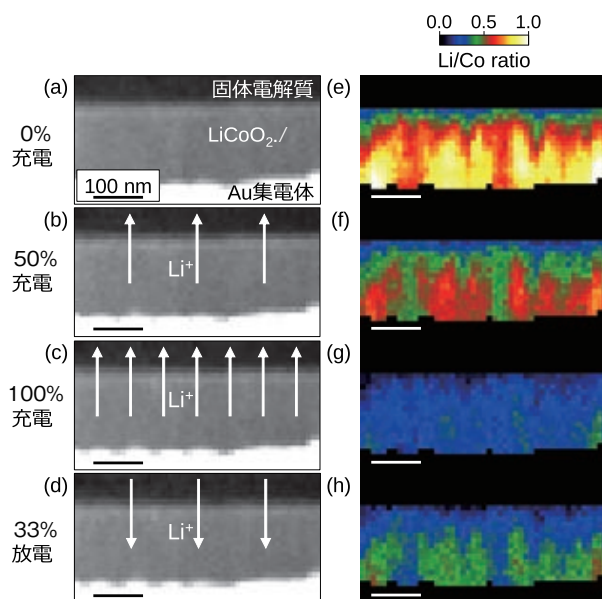 0.0 0.5 1.0
Li/Co ratio
(a)
固体電解質
(e)
0%
充電
LiCoO₂./
100 nm
Au集電体
(b)
(f)
50%
充電
Li⁺
(c)
(g)
100%
充電
Li⁺
(d)
(h)
33%
放電
Li⁺